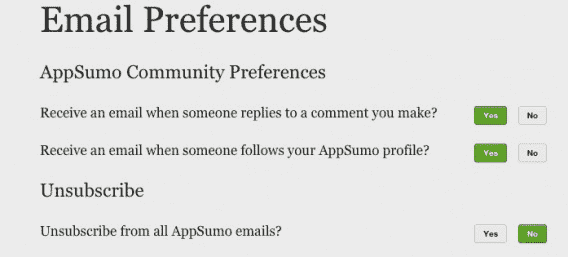 Email Preferences
AppSumo Community Preferences
Receive an email when someone replies to a comment you make? Yes No
Receive an email when someone follows your AppSumo profile? Yes No
Unsubscribe
Unsubscribe from all AppSumo emails? Yes No